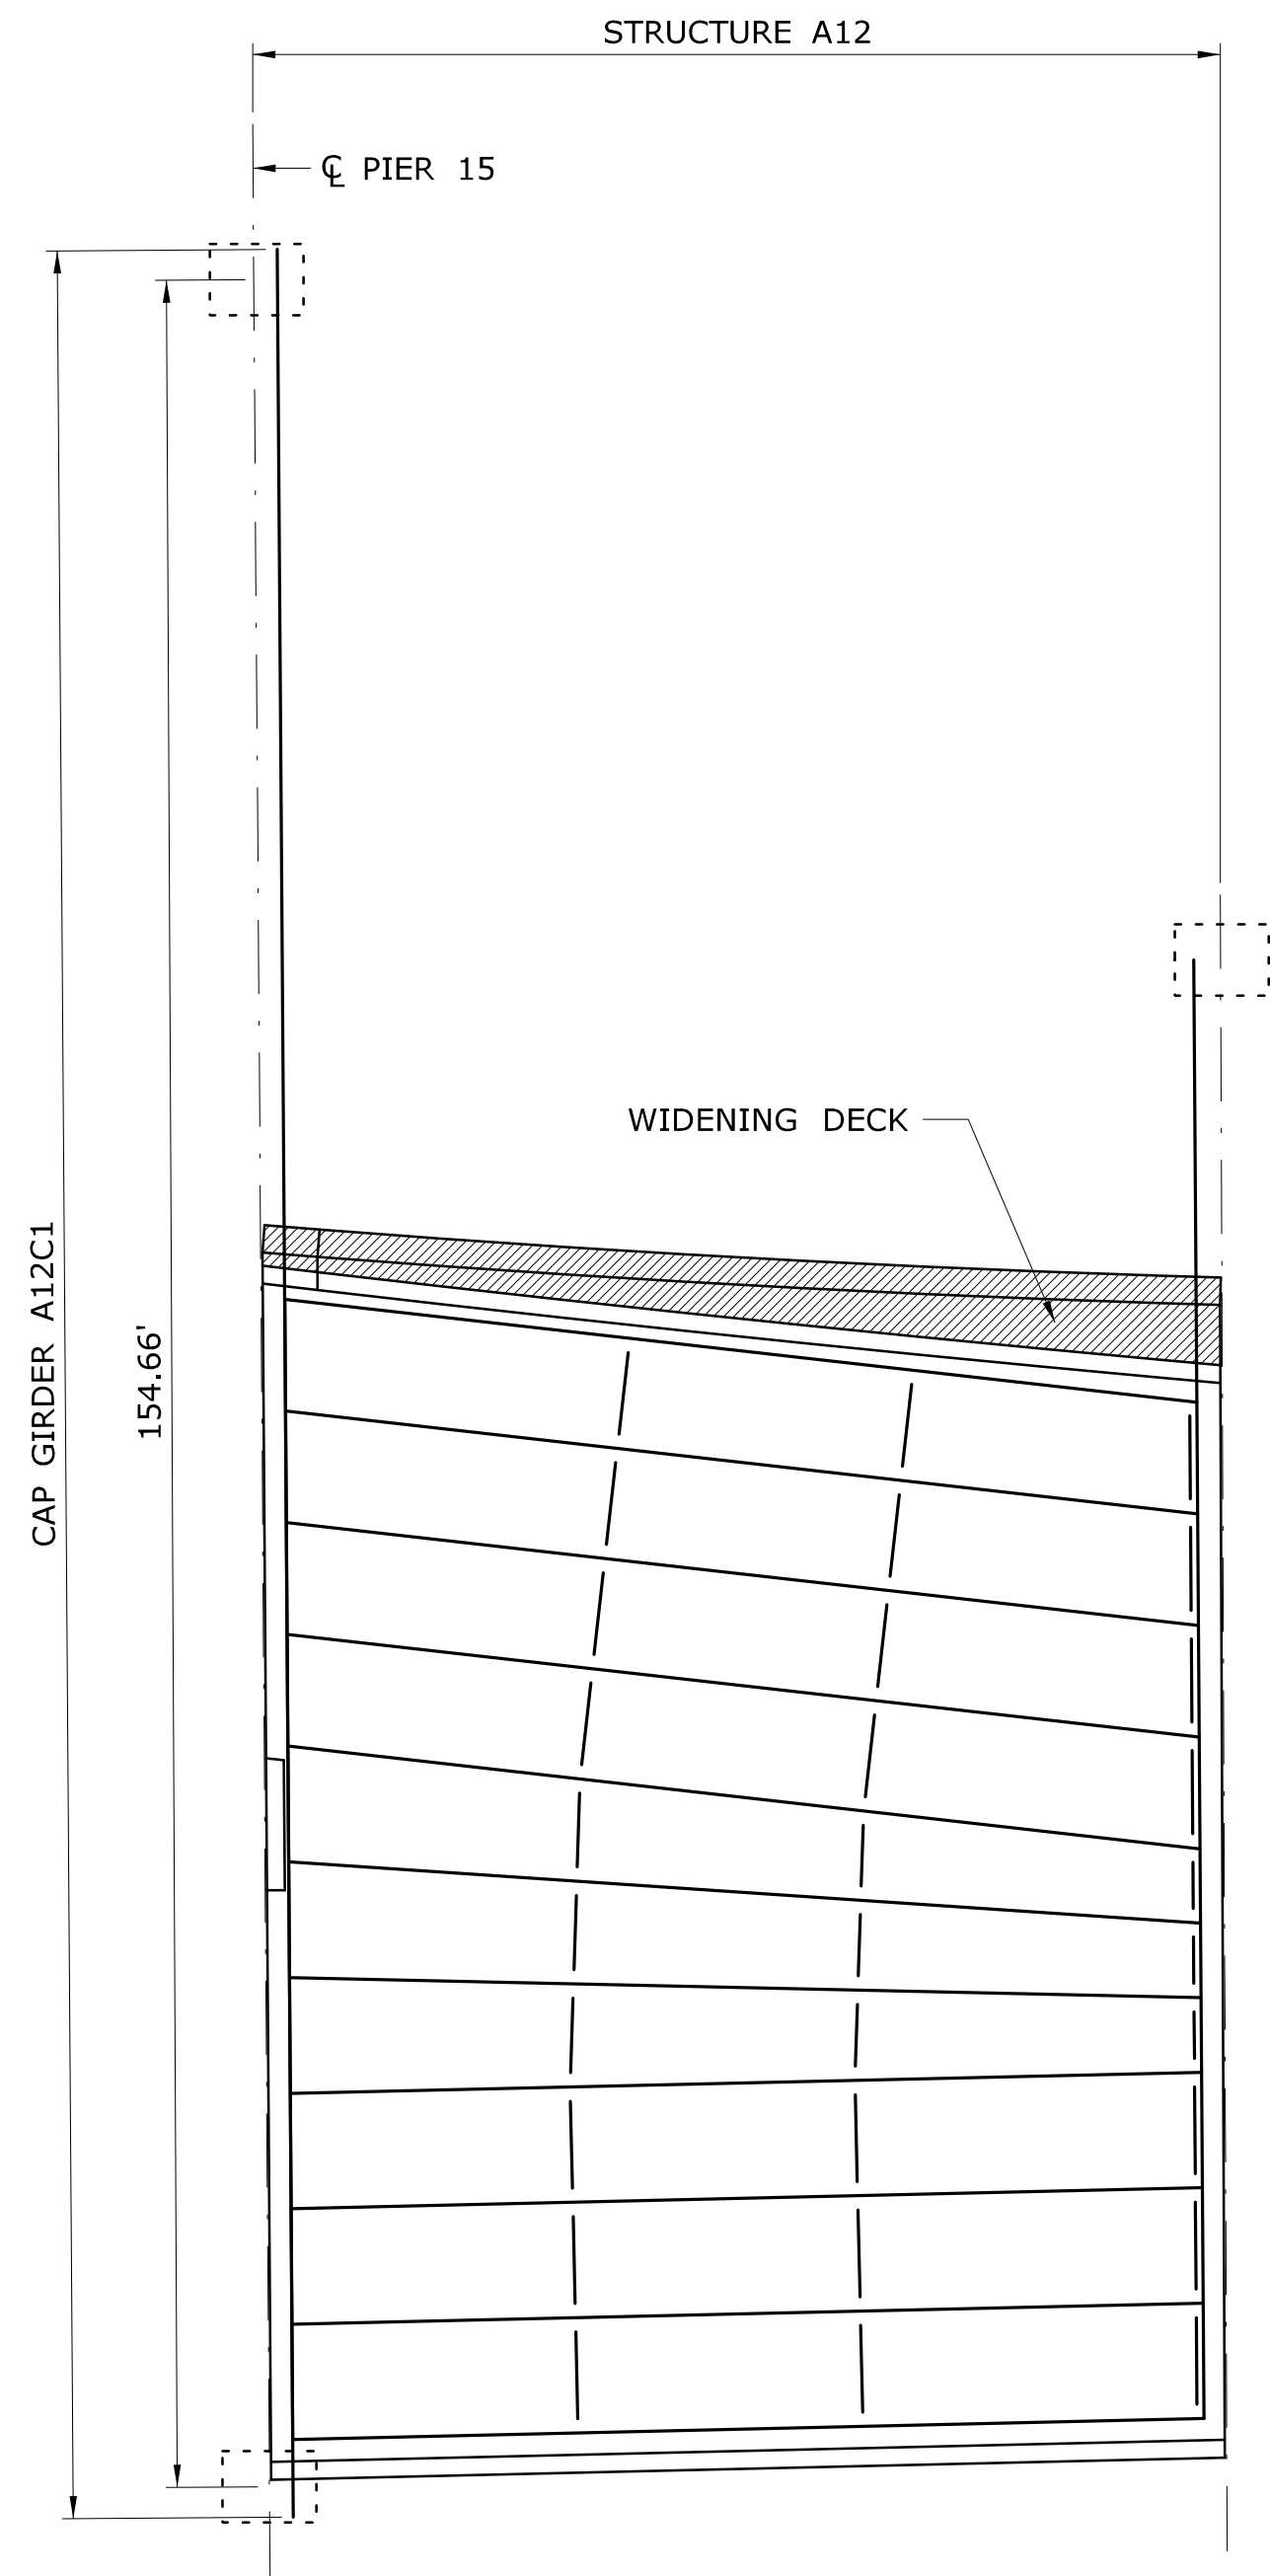 STRUCTURE A12
℄ PIER 15
WIDENING DECK
CAP GIRDER A12C1
154.66'